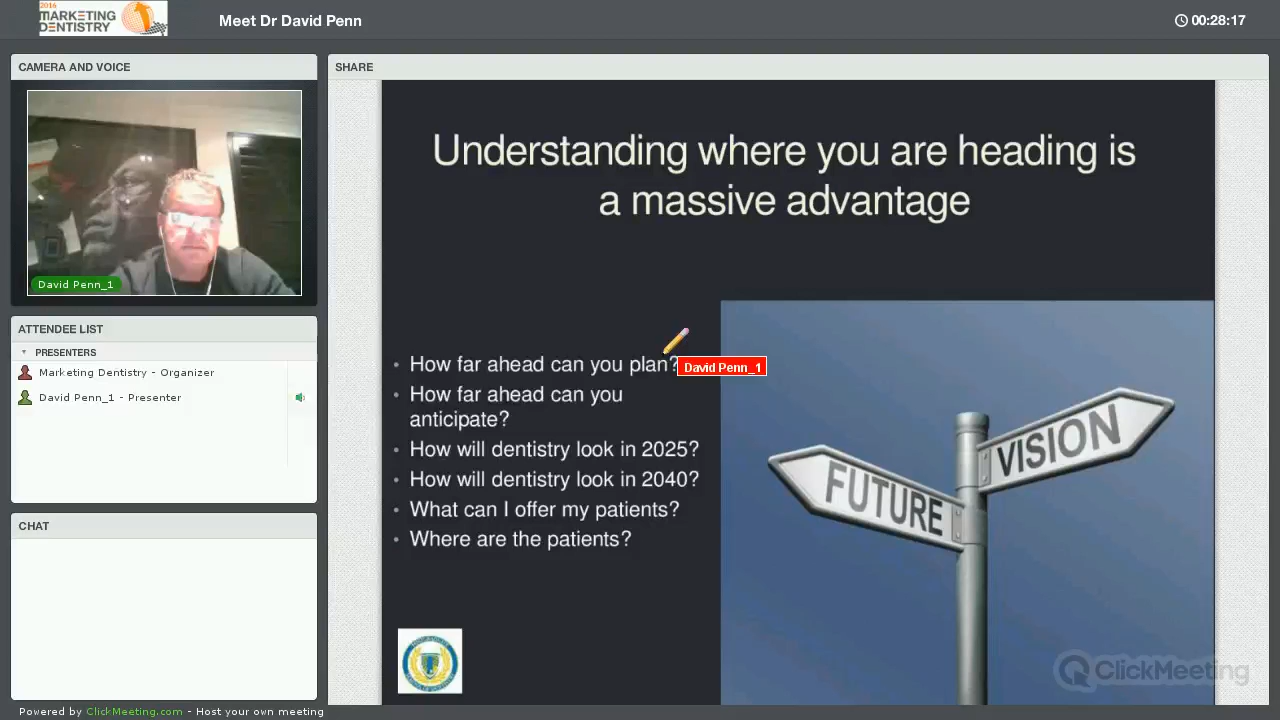 2016
MARKETING
DENTISTRY
Meet Dr David Penn
00:28:17
CAMERA AND VOICE
David Penn_1
ATTENDEE LIST
PRESENTERS
Marketing Dentistry - Organizer
David Penn_1 - Presenter
CHAT
Powered by ClickMeeting.com - Host your own meeting
SHARE
Understanding where you are heading is
a massive advantage
• How far ahead can you plan?
David Penn_1
• How far ahead can you
anticipate?
• How will dentistry look in 2025?
• How will dentistry look in 2040?
• What can I offer my patients?
• Where are the patients?
FUTURE
VISION
ClickMeeting